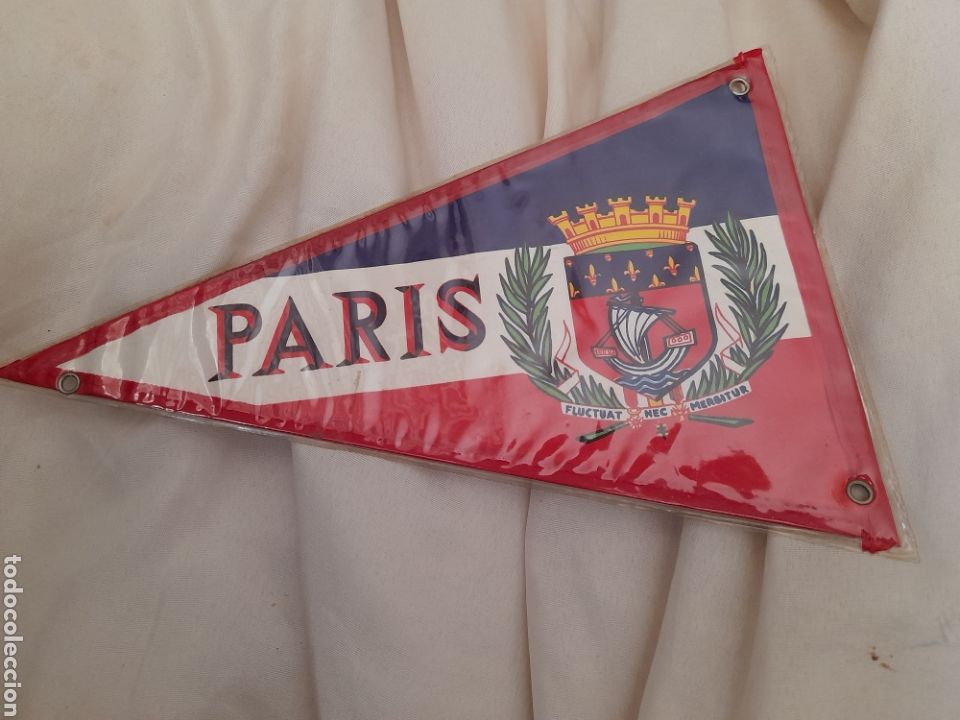 PARIS
FLUCTUAT NEC MERGITUR
todocoleccion